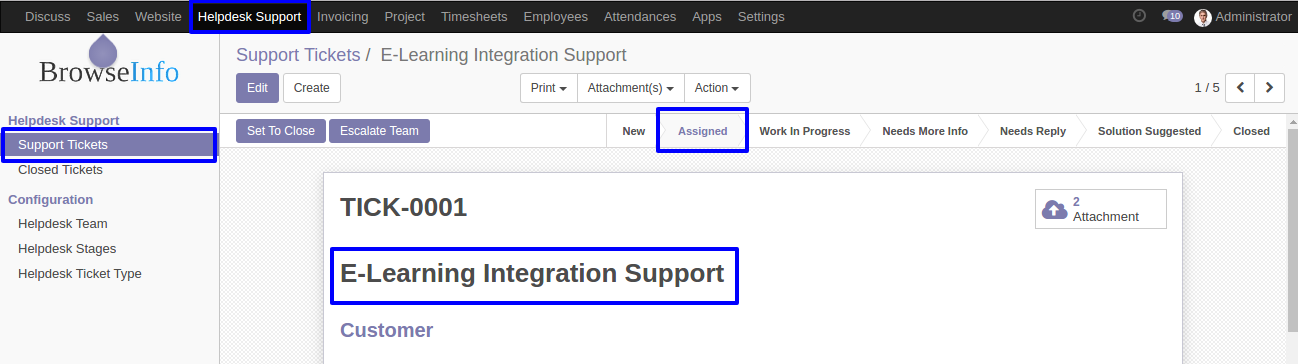 Discuss Sales Website Helpdesk Support Invoicing Project Timesheets Employees Attendances Apps Settings 10 Administrator
BrowseInfo
Support Tickets / E-Learning Integration Support
Edit Create Print Attachment(s) Action 1 / 5
Helpdesk Support
Support Tickets
Closed Tickets
Configuration
Helpdesk Team
Helpdesk Stages
Helpdesk Ticket Type
Set To Close Escalate Team New Assigned Work In Progress Needs More Info Needs Reply Solution Suggested Closed
TICK-0001
2
Attachment
E-Learning Integration Support
Customer